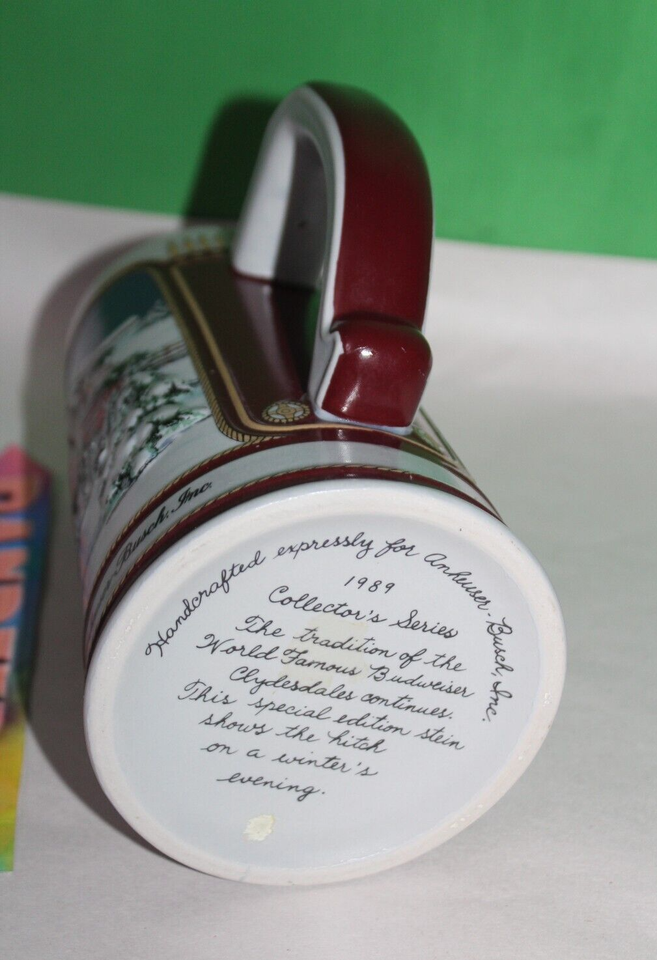 Handcrafted expressly for Anheuser-Busch, Inc.
1989
Collector's Series
The tradition of the
World Famous Budweiser
Clydesdales continues.
This special edition stein
shows the hitch
on a winter's
evening.
Busch, Inc.